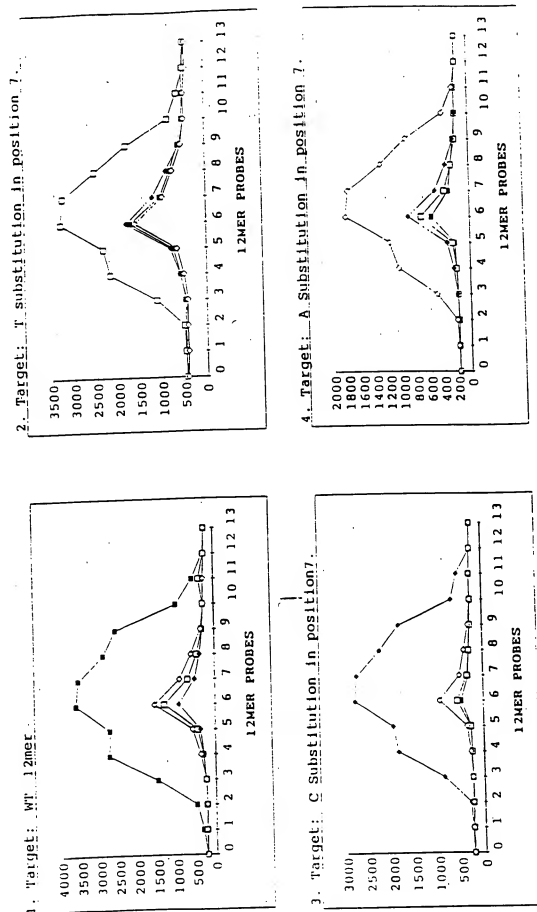 1. Target: WT 12mer
4000
3500
3000
2500
2000
1500
1000
500
0
0 1 2 3 4 5 6 7 8 9 10 11 12 13
12MER PROBES
2. Target: T substitution in position 7.
3500
3000
2500
2000
1500
1000
500
0
0 1 2 3 4 5 6 7 8 9 10 11 12 13
12MER PROBES
3. Target: C Substitution in position7.
3000
2500
2000
1500
1000
500
0
0 1 2 3 4 5 6 7 8 9 10 11 12 13
12MER PROBES
4. Target: A Substitution in position 7.
2000
1800
1600
1400
1200
1000
800
600
400
200
0
0 1 2 3 4 5 6 7 8 9 10 11 12 13
12MER PROBES